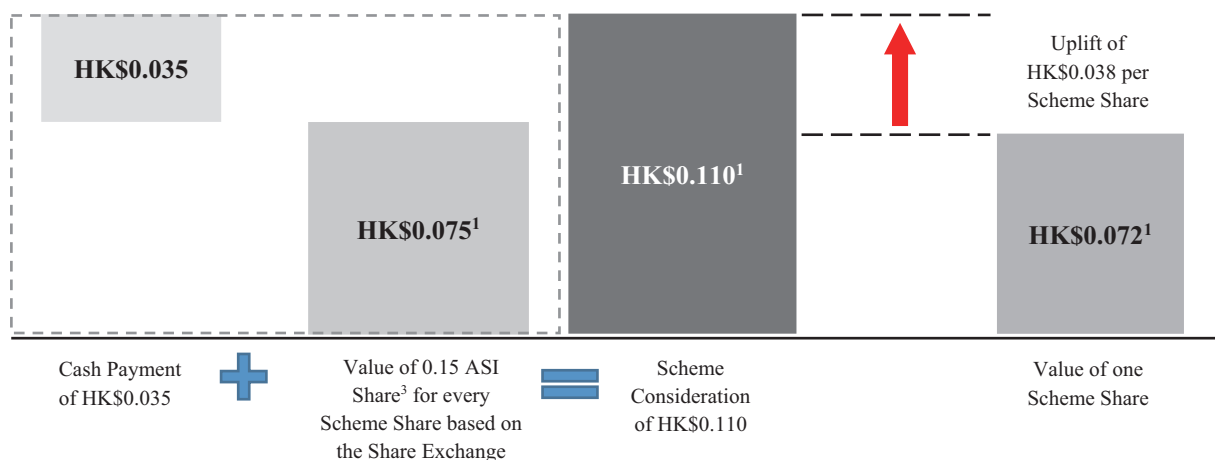 HK$0.035
HK$0.075¹
HK$0.110¹
Uplift of
HK$0.038 per
Scheme Share
HK$0.072¹
Cash Payment
of HK$0.035
Value of 0.15 ASI
Share³ for every
Scheme Share based on
the Share Exchange
Scheme
Consideration
of HK$0.110
Value of one
Scheme Share